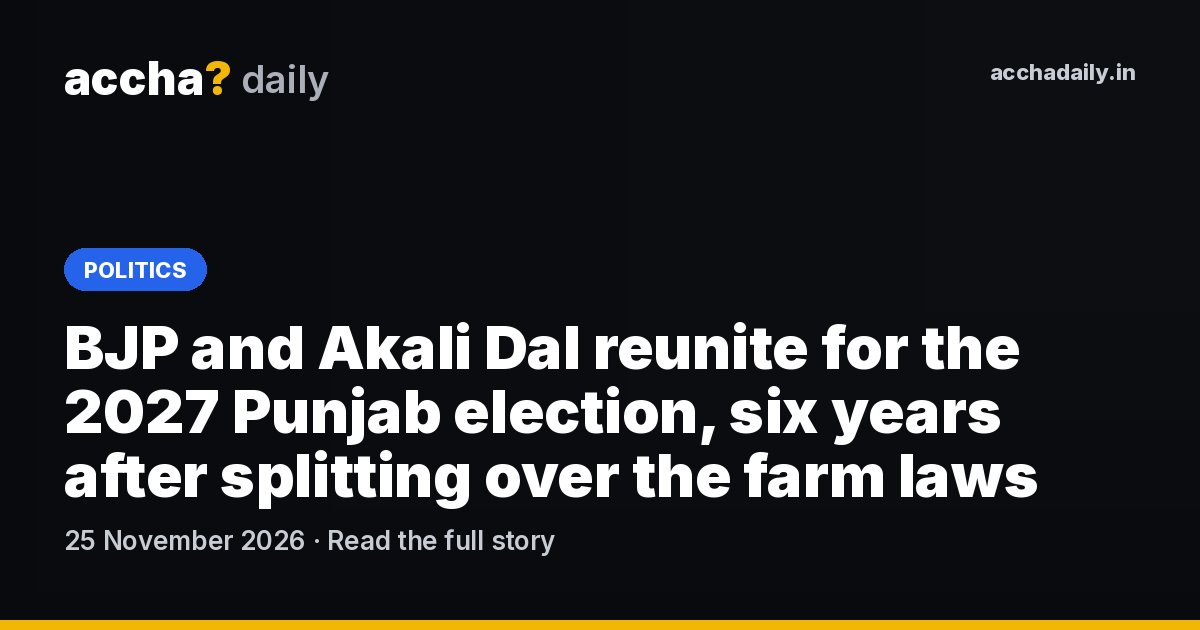 accha? daily
acchadaily.in
POLITICS
BJP and Akali Dal reunite for the
2027 Punjab election, six years
after splitting over the farm laws
25 November 2026 · Read the full story